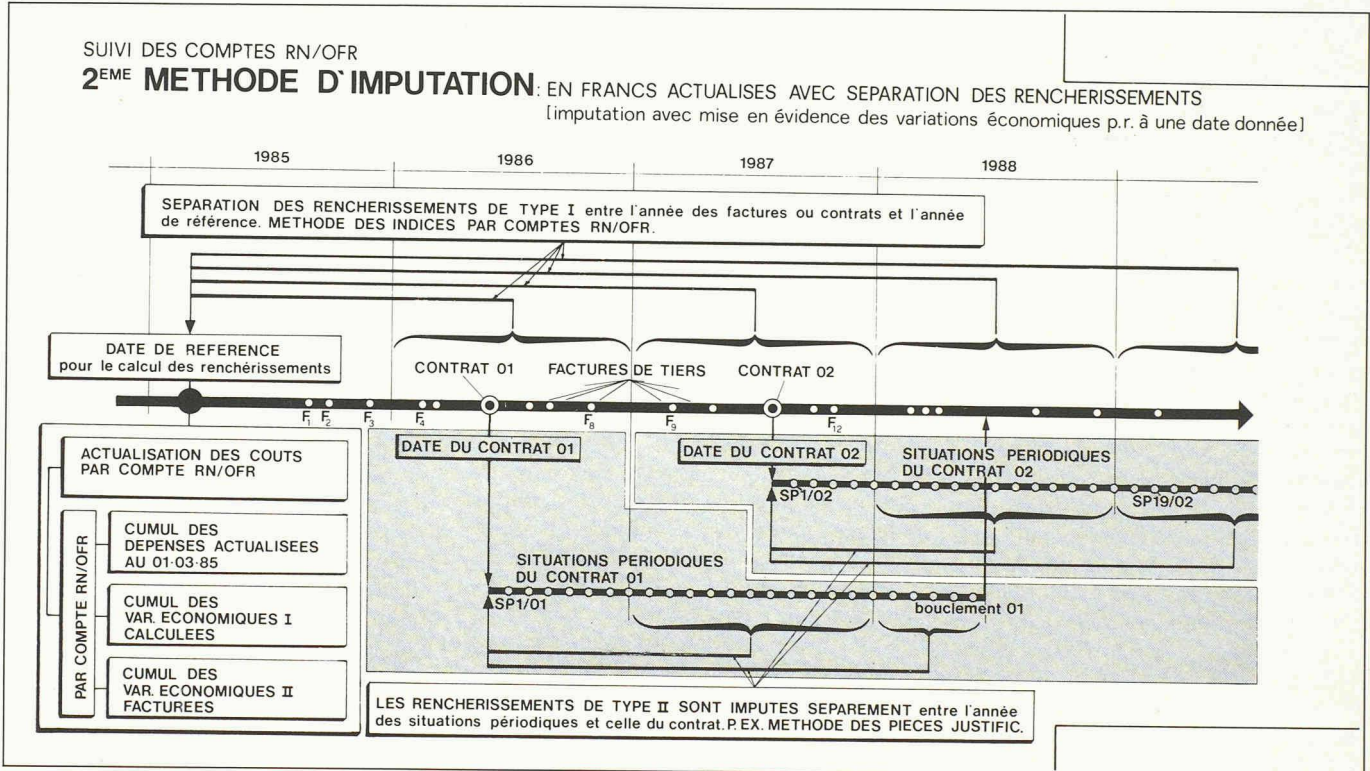 SUIVI DES COMPTES RN/OFR
2EME METHODE D`IMPUTATION: EN FRANCS ACTUALISES AVEC SEPARATION DES RENCHERISSEMENTS
[imputation avec mise en évidence des variations économiques p.r. à une date donnée]
1985 1986 1987 1988
SEPARATION DES RENCHERISSEMENTS DE TYPE I entre l'année des factures ou contrats et l'année
de référence. METHODE DES INDICES PAR COMPTES RN/OFR.
DATE DE REFERENCE
pour le calcul des renchérissements
CONTRAT 01 FACTURES DE TIERS CONTRAT 02
F1 F2 F3 F4 F8 F9 F12
DATE DU CONTRAT 01
DATE DU CONTRAT 02
SITUATIONS PERIODIQUES
DU CONTRAT 02
SP1/02 SP19/02
ACTUALISATION DES COUTS
PAR COMPTE RN/OFR
PAR COMPTE RN/OFR
CUMUL DES
DEPENSES ACTUALISEES
AU 01·03·85
CUMUL DES
VAR. ECONOMIQUES I
CALCULEES
CUMUL DES
VAR. ECONOMIQUES II
FACTUREES
SITUATIONS PERIODIQUES
DU CONTRAT 01
SP1/01 bouclement 01
LES RENCHERISSEMENTS DE TYPE II SONT IMPUTES SEPAREMENT entre l'année
des situations périodiques et celle du contrat. P. EX. METHODE DES PIECES JUSTIFIC.